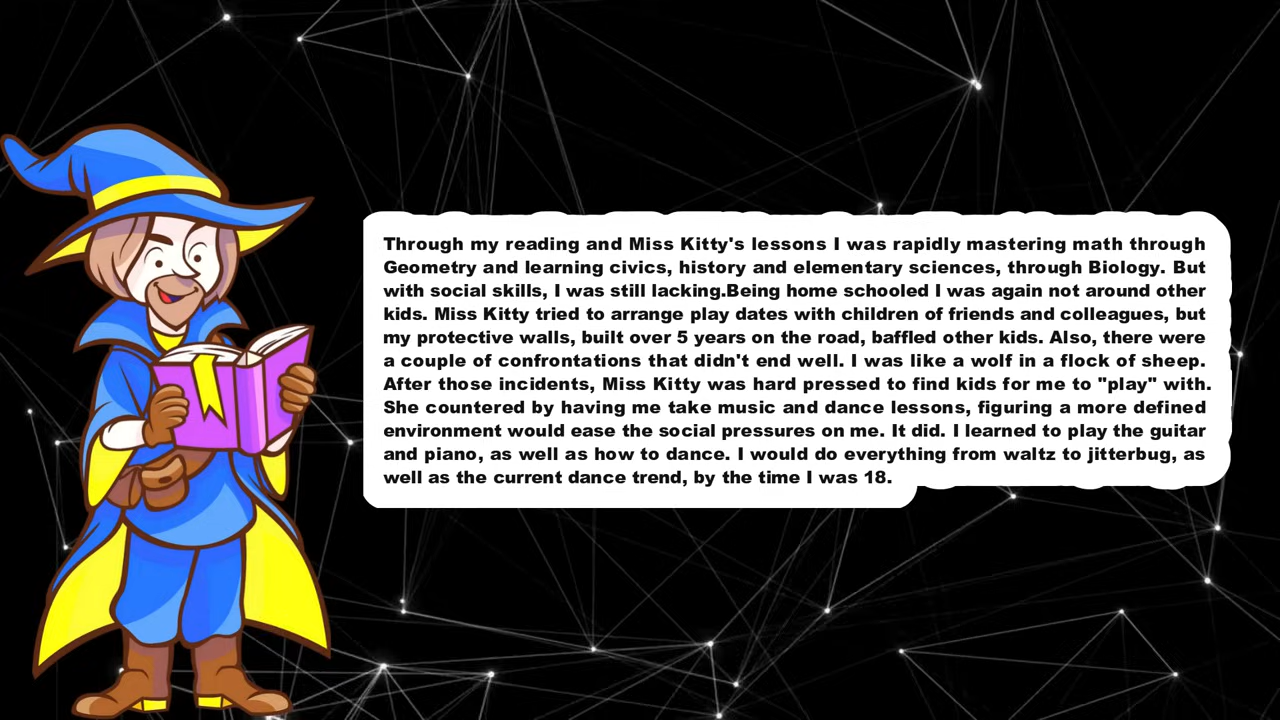 Through my reading and Miss Kitty's lessons I was rapidly mastering math through
Geometry and learning civics, history and elementary sciences, through Biology. But
with social skills, I was still lacking.Being home schooled I was again not around other
kids. Miss Kitty tried to arrange play dates with children of friends and colleagues, but
my protective walls, built over 5 years on the road, baffled other kids. Also, there were
a couple of confrontations that didn't end well. I was like a wolf in a flock of sheep.
After those incidents, Miss Kitty was hard pressed to find kids for me to "play" with.
She countered by having me take music and dance lessons, figuring a more defined
environment would ease the social pressures on me. It did. I learned to play the guitar
and piano, as well as how to dance. I would do everything from waltz to jitterbug, as
well as the current dance trend, by the time I was 18.